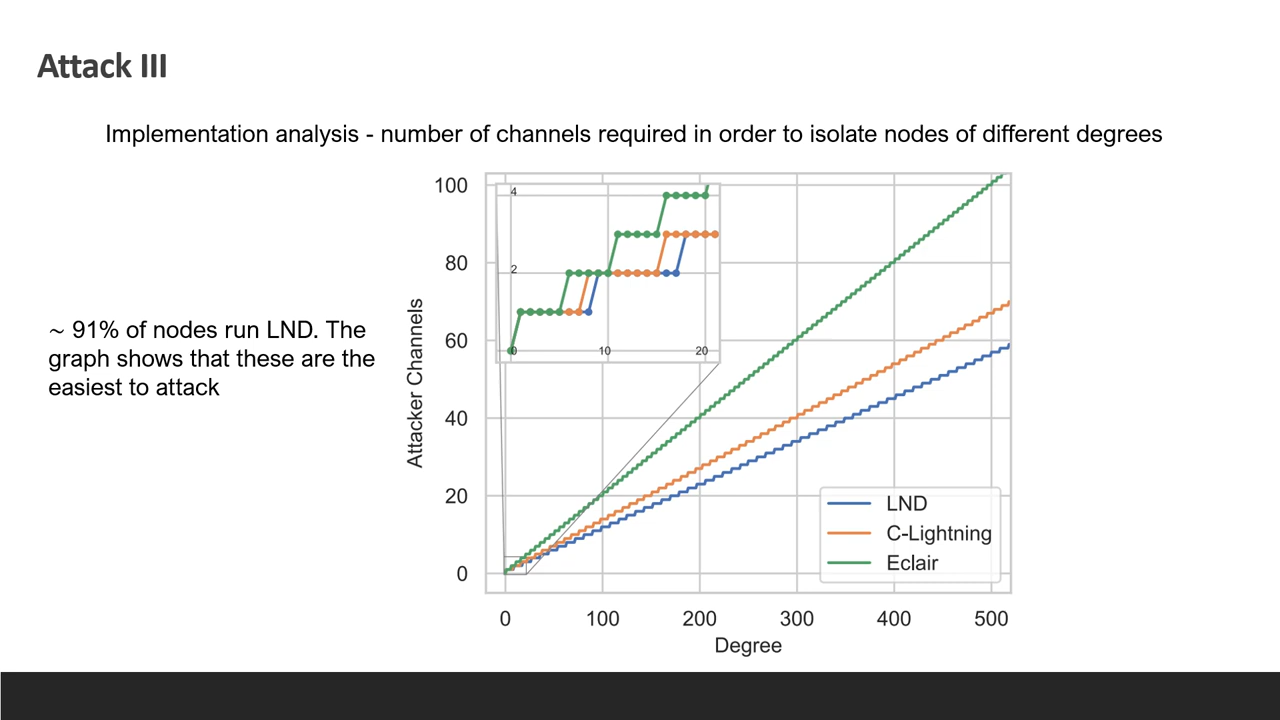 Attack III
Implementation analysis - number of channels required in order to isolate nodes of different degrees
~ 91% of nodes run LND. The
graph shows that these are the
easiest to attack
Attacker Channels
100
80
60
40
20
0
4
2
0
10
20
LND
C-Lightning
Eclair
0
100
200
300
400
500
Degree